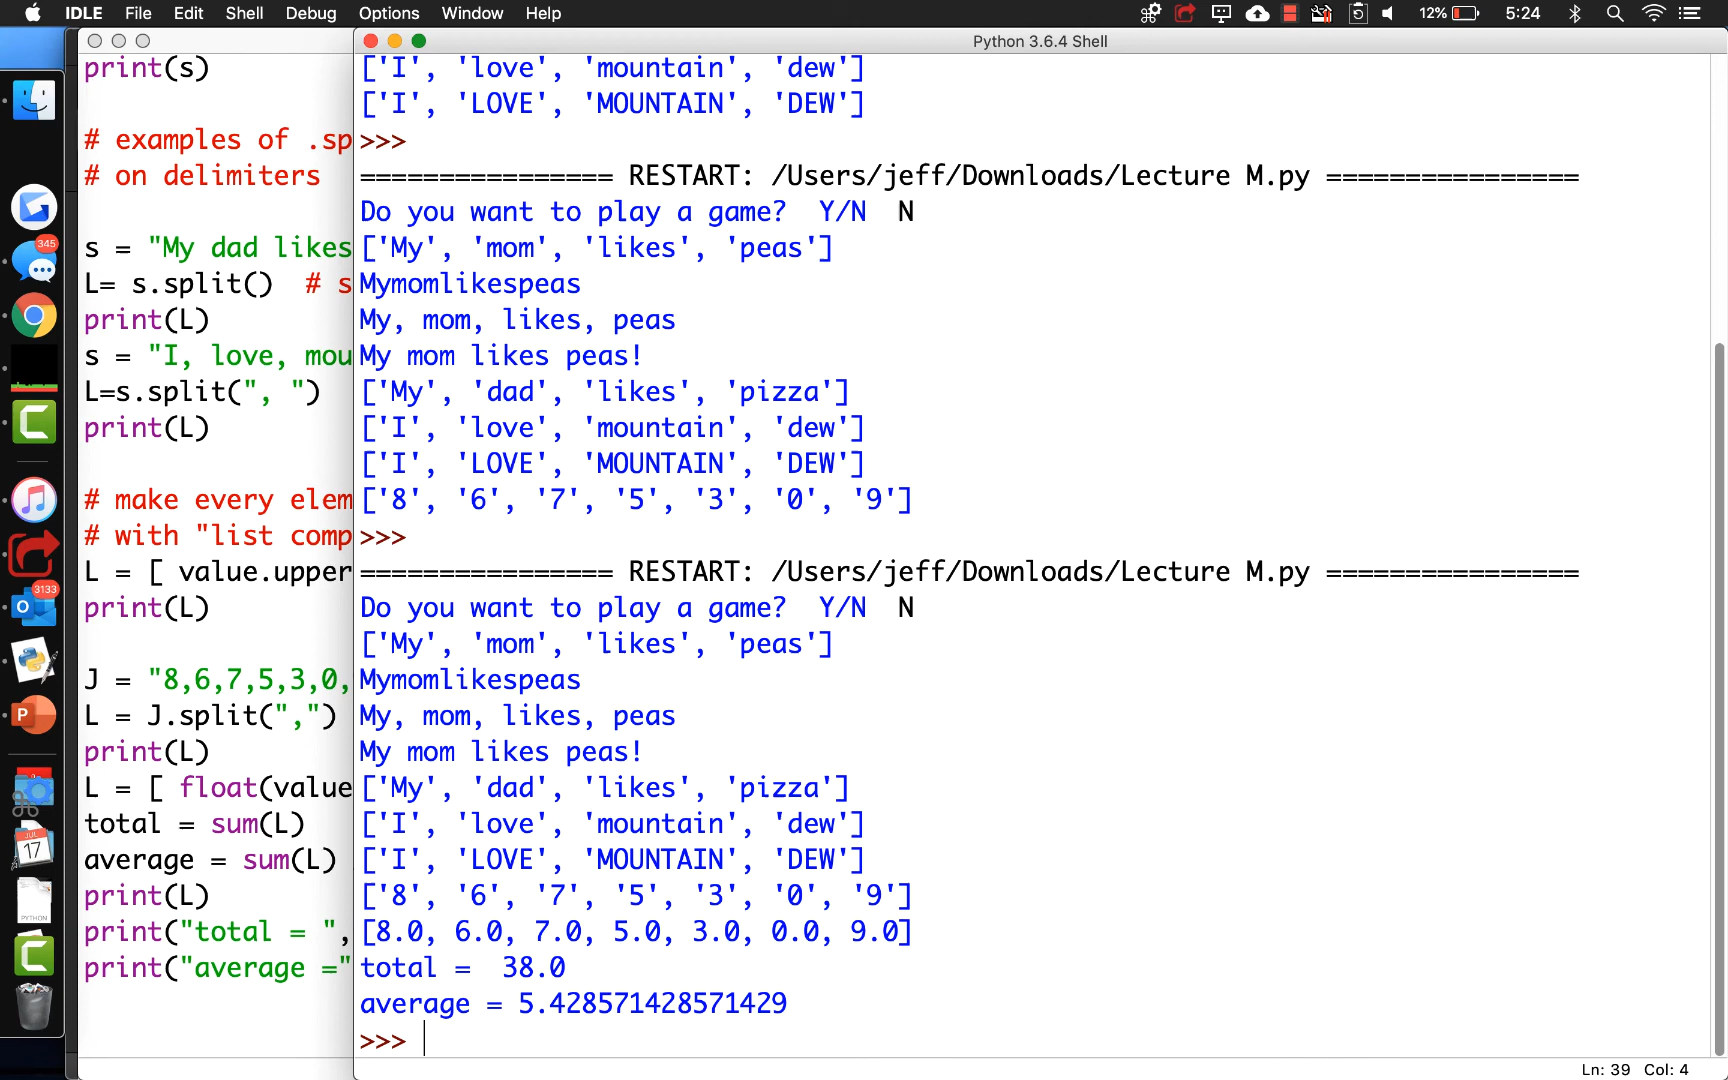 IDLE File Edit Shell Debug Options Window Help 12% 5:24
Python 3.6.4 Shell
print(s)
# examples of .sp
# on delimiters
s = "My dad likes
L= s.split()  # s
print(L)
s = "I, love, mou
L=s.split(", ")
print(L)
# make every elem
# with "list comp
L = [ value.upper
print(L)
J = "8,6,7,5,3,0,
L = J.split(",")
print(L)
L = [ float(value
total = sum(L)
average = sum(L)
print(L)
print("total = ",
print("average ="
['I', 'love', 'mountain', 'dew']
['I', 'LOVE', 'MOUNTAIN', 'DEW']
>>>
================ RESTART: /Users/jeff/Downloads/Lecture M.py ================
Do you want to play a game?  Y/N  N
['My', 'mom', 'likes', 'peas']
Mymomlikespeas
My, mom, likes, peas
My mom likes peas!
['My', 'dad', 'likes', 'pizza']
['I', 'love', 'mountain', 'dew']
['I', 'LOVE', 'MOUNTAIN', 'DEW']
['8', '6', '7', '5', '3', '0', '9']
>>>
================ RESTART: /Users/jeff/Downloads/Lecture M.py ================
Do you want to play a game?  Y/N  N
['My', 'mom', 'likes', 'peas']
Mymomlikespeas
My, mom, likes, peas
My mom likes peas!
['My', 'dad', 'likes', 'pizza']
['I', 'love', 'mountain', 'dew']
['I', 'LOVE', 'MOUNTAIN', 'DEW']
['8', '6', '7', '5', '3', '0', '9']
[8.0, 6.0, 7.0, 5.0, 3.0, 0.0, 9.0]
total =  38.0
average = 5.428571428571429
>>>
Ln: 39 Col: 4
345
3133
O
P
JUL
17
PYTHON